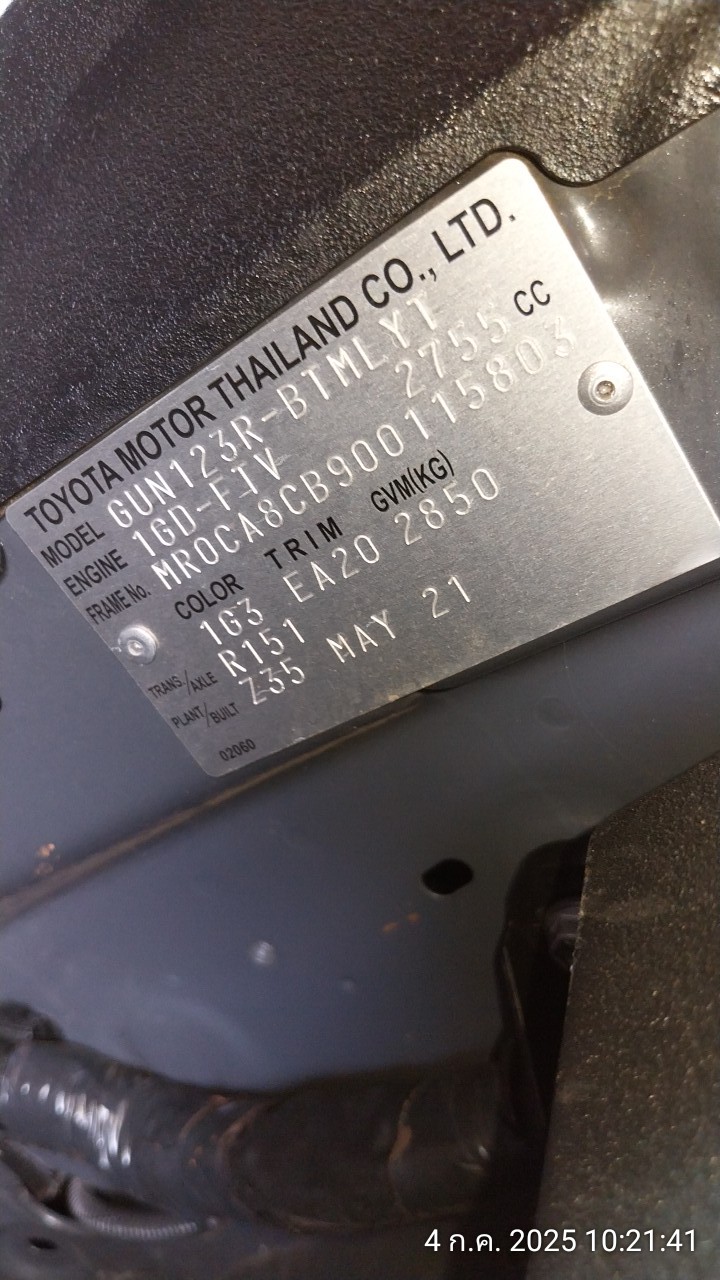 TOYOTA MOTOR THAILAND CO., LTD.
MODEL GUN123R-BTMLYT
ENGINE 1GD-FTV 2755 CC
FRAME No. MR0CA8CB900115803
COLOR TRIM GVM(KG)
1G3 EA20 2850
TRANS./AXLE R151
PLANT/BUILT Z35 MAY 21
02060
4 ก.ค. 2025 10:21:41